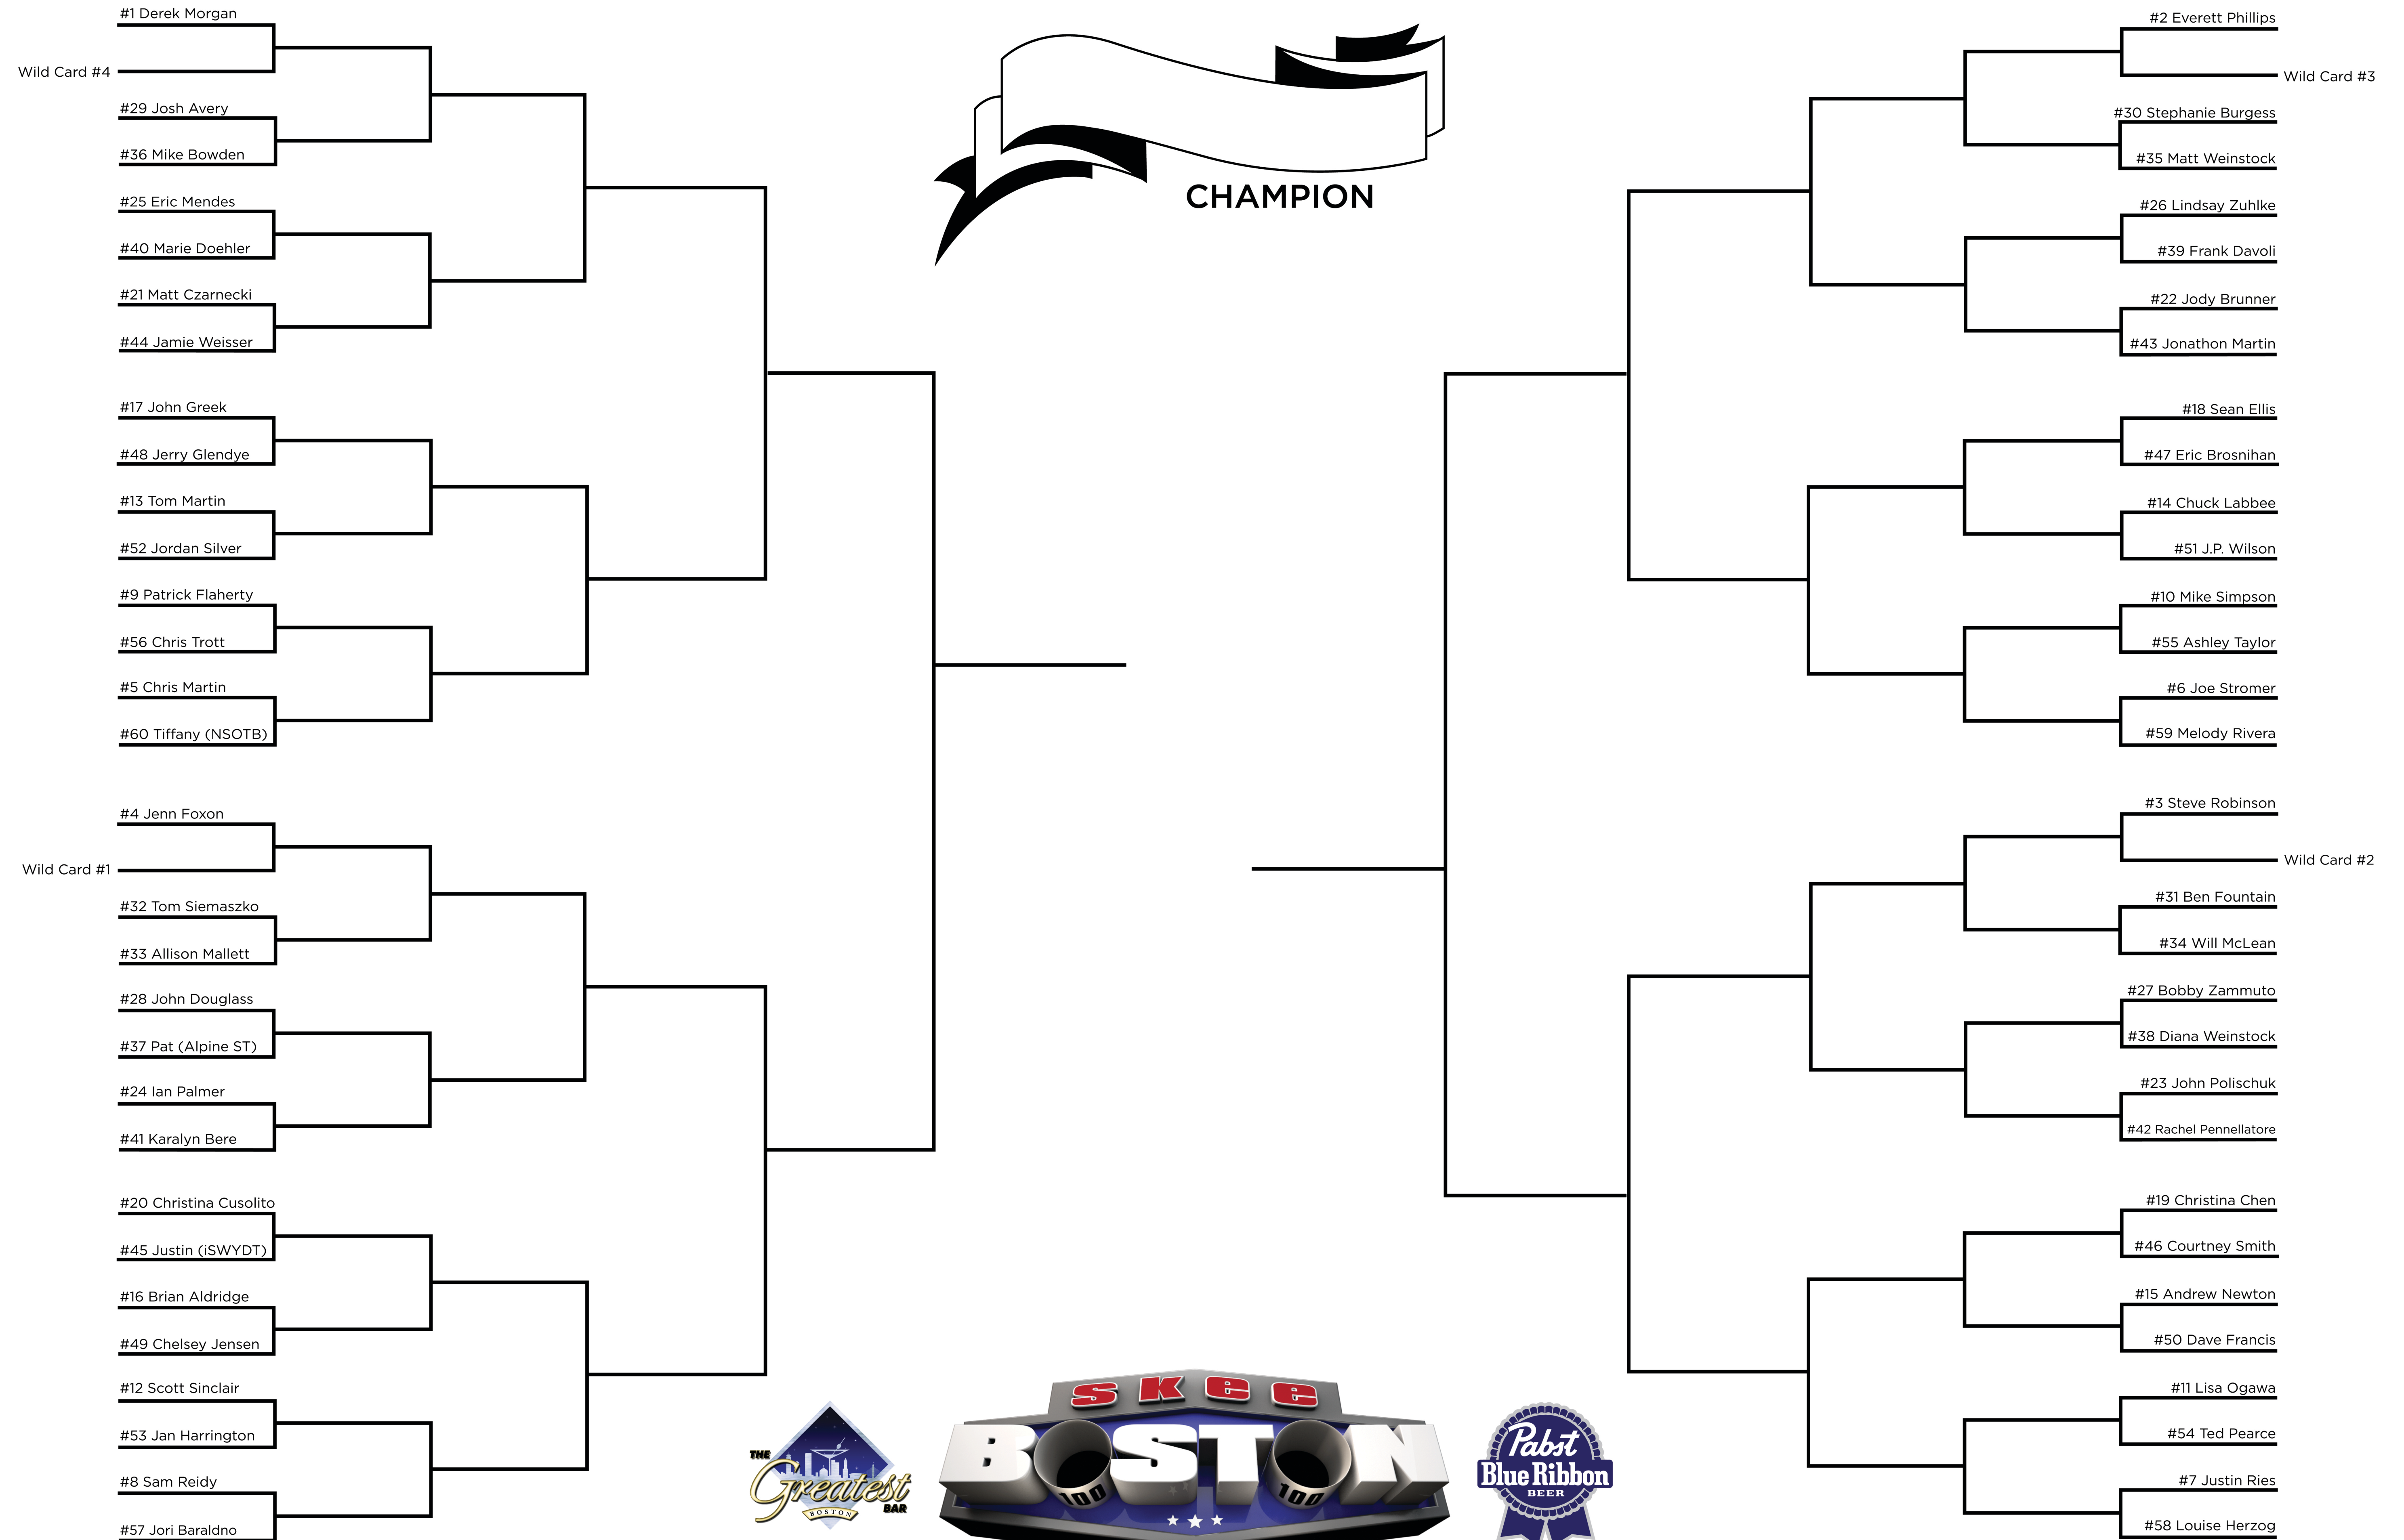 #1 Derek Morgan
Wild Card #4
#29 Josh Avery
#36 Mike Bowden
#25 Eric Mendes
#40 Marie Doehler
#21 Matt Czarnecki
#44 Jamie Weisser
#17 John Greek
#48 Jerry Glendye
#13 Tom Martin
#52 Jordan Silver
#9 Patrick Flaherty
#56 Chris Trott
#5 Chris Martin
#60 Tiffany (NSOTB)
#4 Jenn Foxon
Wild Card #1
#32 Tom Siemaszko
#33 Allison Mallett
#28 John Douglass
#37 Pat (Alpine ST)
#24 Ian Palmer
#41 Karalyn Bere
#20 Christina Cusolito
#45 Justin (iSWYDT)
#16 Brian Aldridge
#49 Chelsey Jensen
#12 Scott Sinclair
#53 Jan Harrington
#8 Sam Reidy
#57 Jori Baraldno
CHAMPION
THE
Greatest
BAR
BOSTON
skee
BOSTON
100 100
Pabst
Blue Ribbon
BEER
#2 Everett Phillips
Wild Card #3
#30 Stephanie Burgess
#35 Matt Weinstock
#26 Lindsay Zuhlke
#39 Frank Davoli
#22 Jody Brunner
#43 Jonathon Martin
#18 Sean Ellis
#47 Eric Brosnihan
#14 Chuck Labbee
#51 J.P. Wilson
#10 Mike Simpson
#55 Ashley Taylor
#6 Joe Stromer
#59 Melody Rivera
#3 Steve Robinson
Wild Card #2
#31 Ben Fountain
#34 Will McLean
#27 Bobby Zammuto
#38 Diana Weinstock
#23 John Polischuk
#42 Rachel Pennellatore
#19 Christina Chen
#46 Courtney Smith
#15 Andrew Newton
#50 Dave Francis
#11 Lisa Ogawa
#54 Ted Pearce
#7 Justin Ries
#58 Louise Herzog